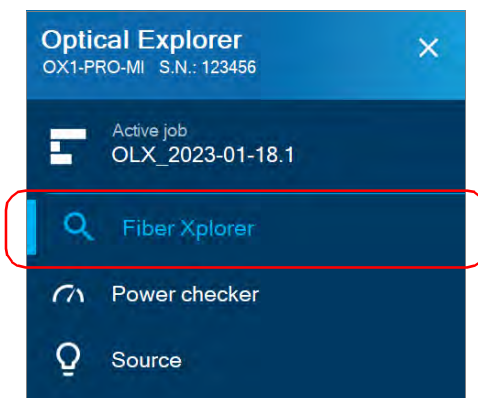 Optical Explorer
OX1-PRO-MI S.N.: 123456
Active job
OLX_2023-01-18.1
Fiber Xplorer
Power checker
Source